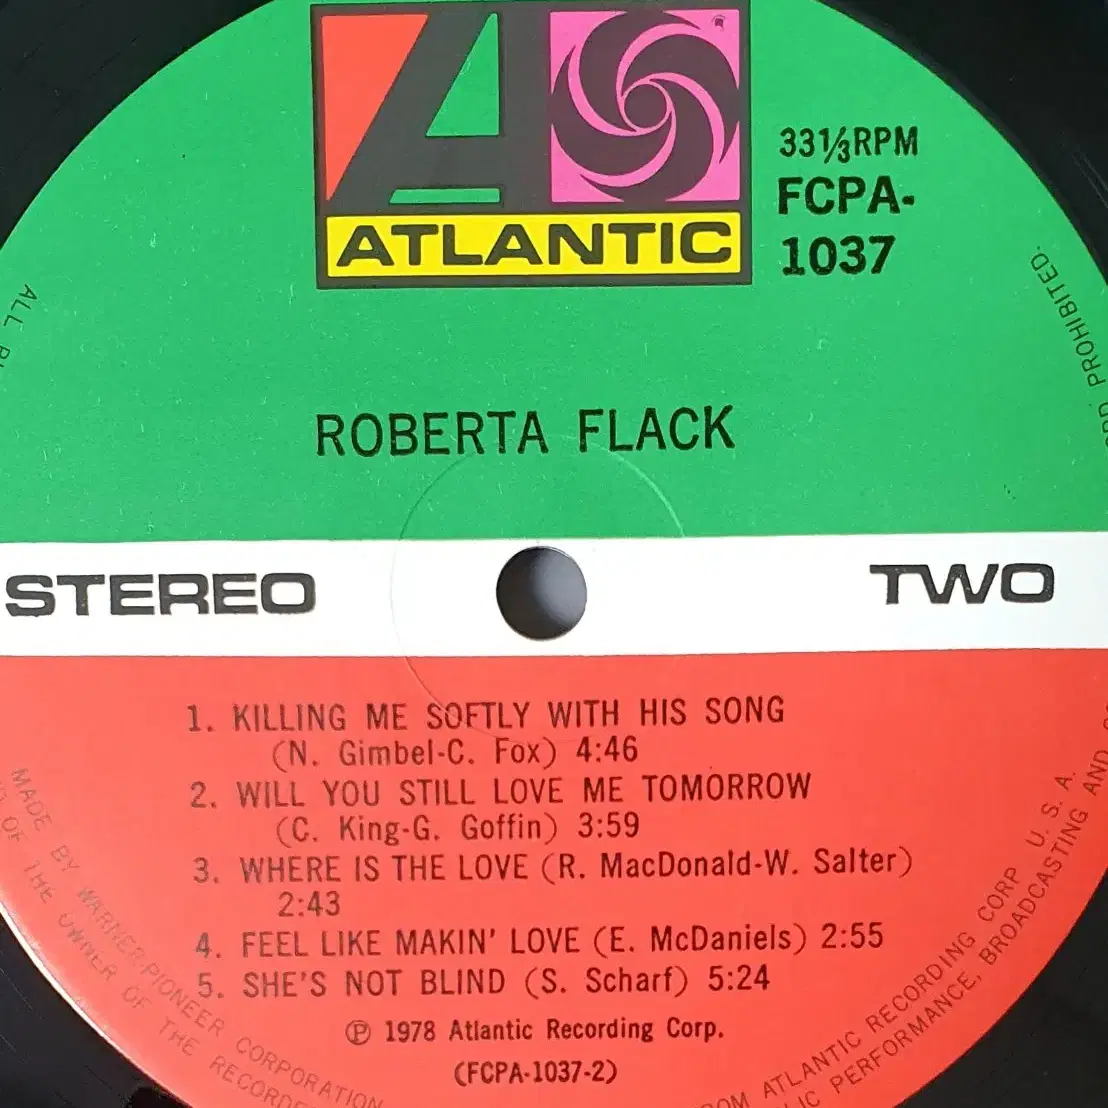 ATLANTIC
33⅓RPM
FCPA-
1037
ROBERTA FLACK
STEREO
TWO
1. KILLING ME SOFTLY WITH HIS SONG
(N. Gimbel-C. Fox) 4:46
2. WILL YOU STILL LOVE ME TOMORROW
(C. King-G. Goffin) 3:59
3. WHERE IS THE LOVE (R. MacDonald-W. Salter)
2:43
4. FEEL LIKE MAKIN' LOVE (E. McDaniels) 2:55
5. SHE'S NOT BLIND (S. Scharf) 5:24
Ⓟ 1978 Atlantic Recording Corp.
(FCPA-1037-2)
ALL
MADE BY WARNER-PIONEER CORPORATION
OF THE OWNER OF THE
ATLANTIC RECORDING CORP. U. S. A.
PERFORMANCE, BROADCASTING AND
PROHIBITED.